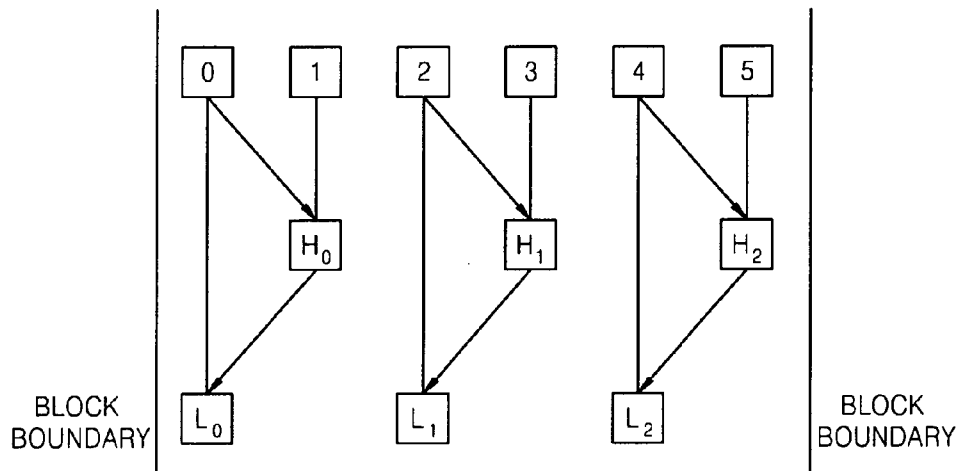 0 1 2 3 4 5
H₀ H₁ H₂
L₀ L₁ L₂
BLOCK
BOUNDARY
BLOCK
BOUNDARY